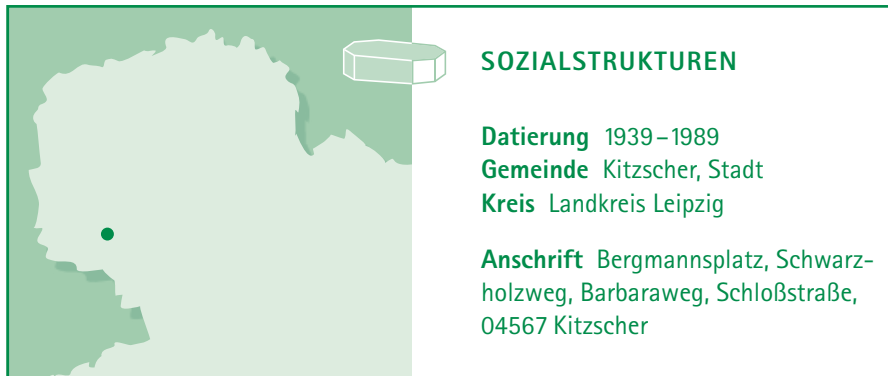 SOZIALSTRUKTUREN
Datierung 1939–1989
Gemeinde Kitzscher, Stadt
Kreis Landkreis Leipzig
Anschrift Bergmannsplatz, Schwarz-
holzweg, Barbaraweg, Schloßstraße,
04567 Kitzscher